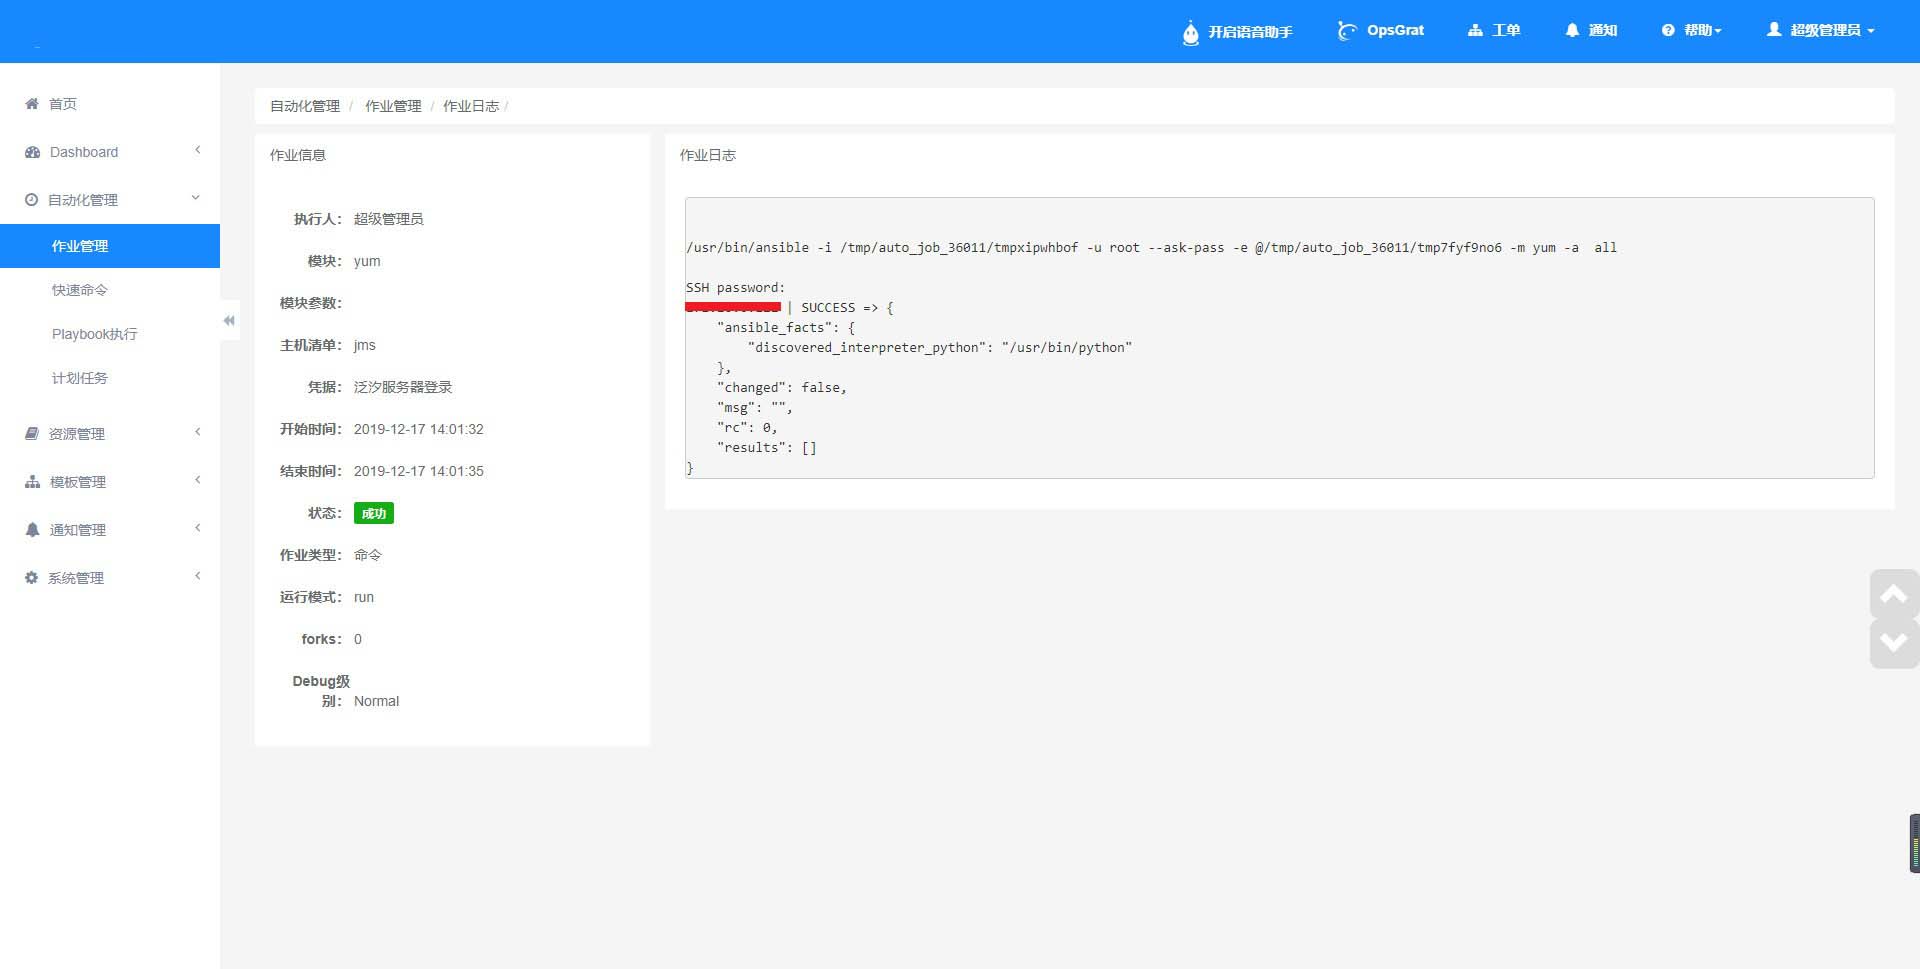 开启语音助手
OpsGrat
工单
通知
帮助
超级管理员
首页
Dashboard
自动化管理
作业管理
快速命令
Playbook执行
计划任务
资源管理
模板管理
通知管理
系统管理
自动化管理 / 作业管理 / 作业日志 /
作业信息
执行人： 超级管理员
模块： yum
模块参数：
主机清单： jms
凭据： 泛汐服务器登录
开始时间： 2019-12-17 14:01:32
结束时间： 2019-12-17 14:01:35
状态： 成功
作业类型： 命令
运行模式： run
forks： 0
Debug级
别： Normal
作业日志
/usr/bin/ansible -i /tmp/auto_job_36011/tmpxipwhbof -u root --ask-pass -e @/tmp/auto_job_36011/tmp7fyf9no6 -m yum -a  all
SSH password:
| SUCCESS => {
"ansible_facts": {
"discovered_interpreter_python": "/usr/bin/python"
},
"changed": false,
"msg": "",
"rc": 0,
"results": []
}